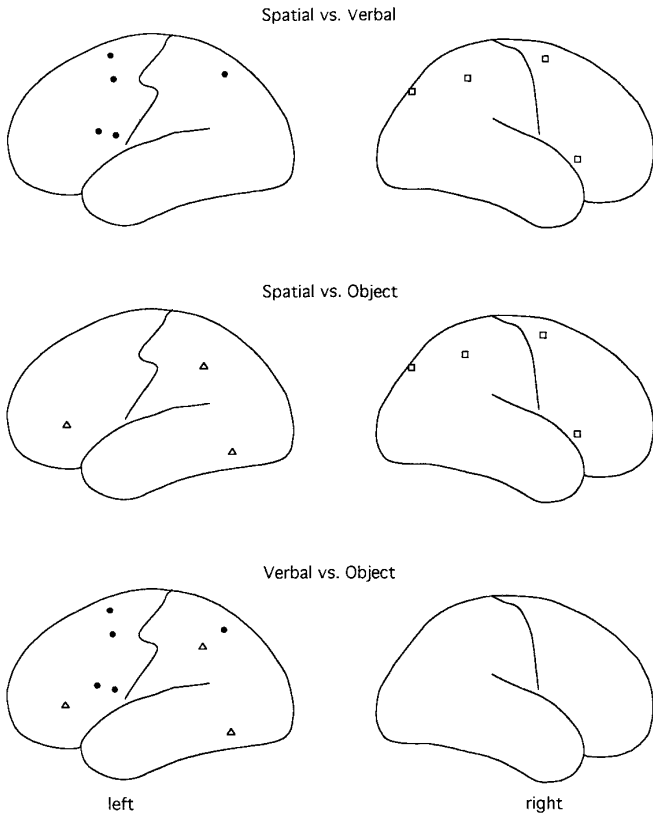 Spatial vs. Verbal
Spatial vs. Object
Verbal vs. Object
left
right